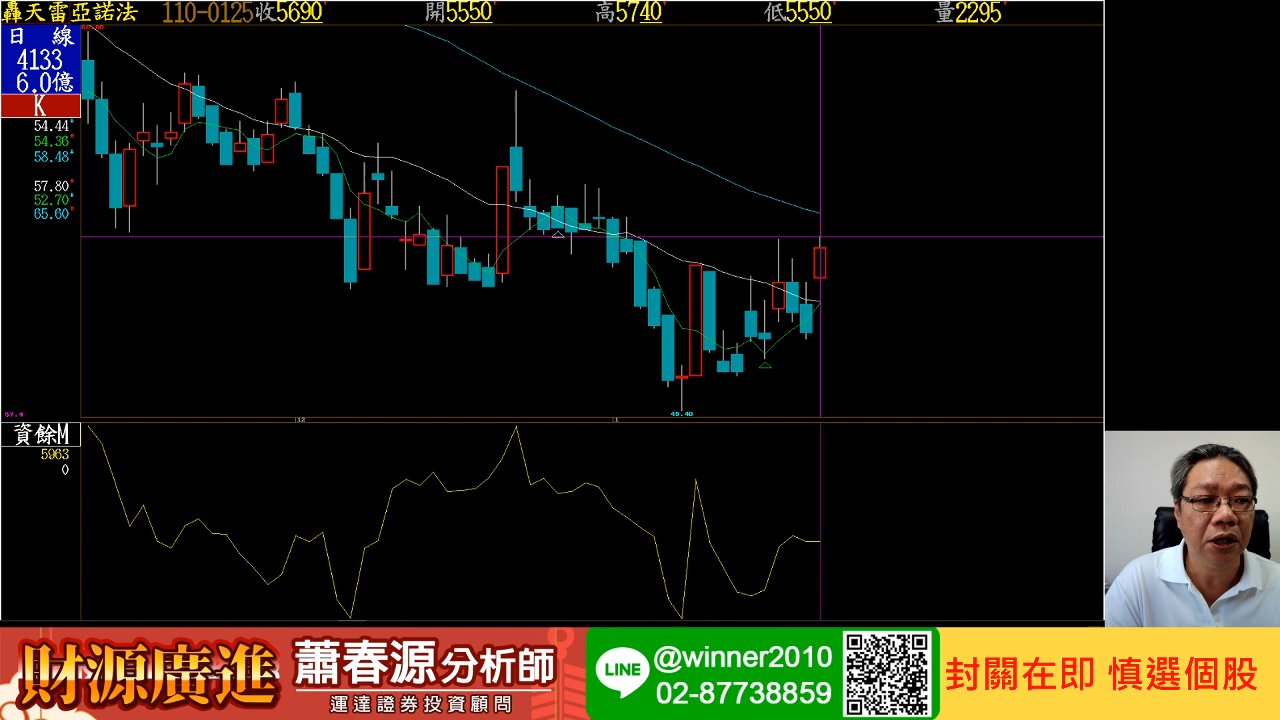 轟天雷亞諾法 110-0125收5690 開5550 高5740 低5550 量2295
日 線
4133
6.0億
K
54.44
54.36
58.48
57.80
52.70
65.60
57.4
49.40
12
1
資餘M
5963
0
財源廣進
蕭春源分析師
運達證券投資顧問
LINE
@winner2010
02-87738859
封關在即 慎選個股